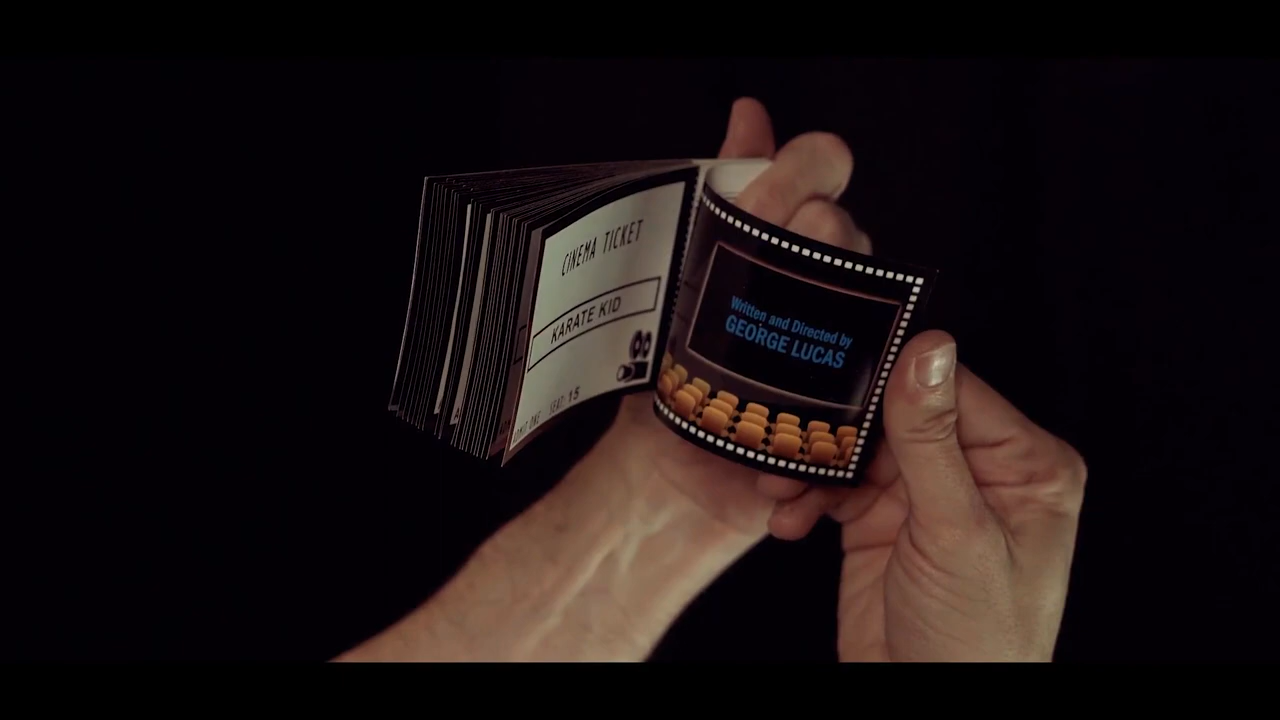 CINEMA TICKET
KARATE KID
SEAT: 15
Written and Directed by
GEORGE LUCAS